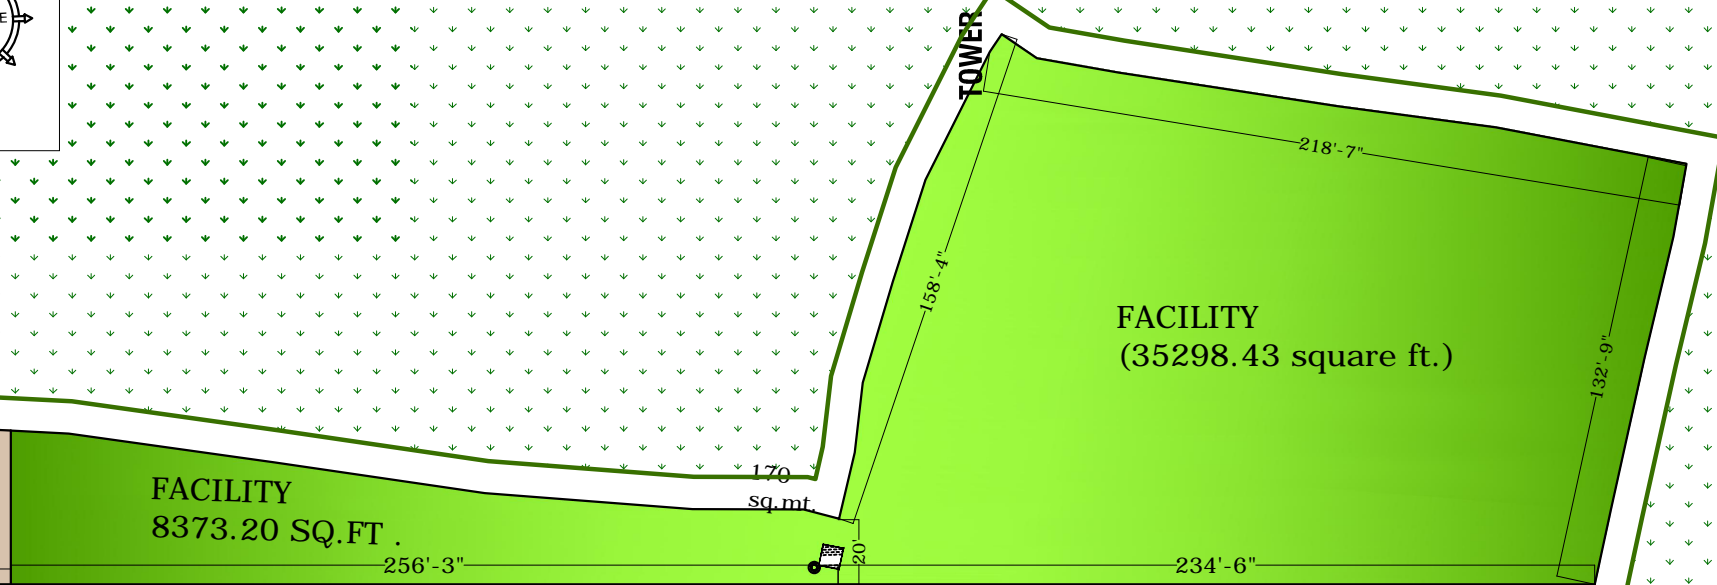 E
TOWER
218'-7"
158'-4"
FACILITY
(35298.43 square ft.)
132'-9"
170
sq.mt.
FACILITY
8373.20 SQ.FT .
20'
256'-3"
234'-6"